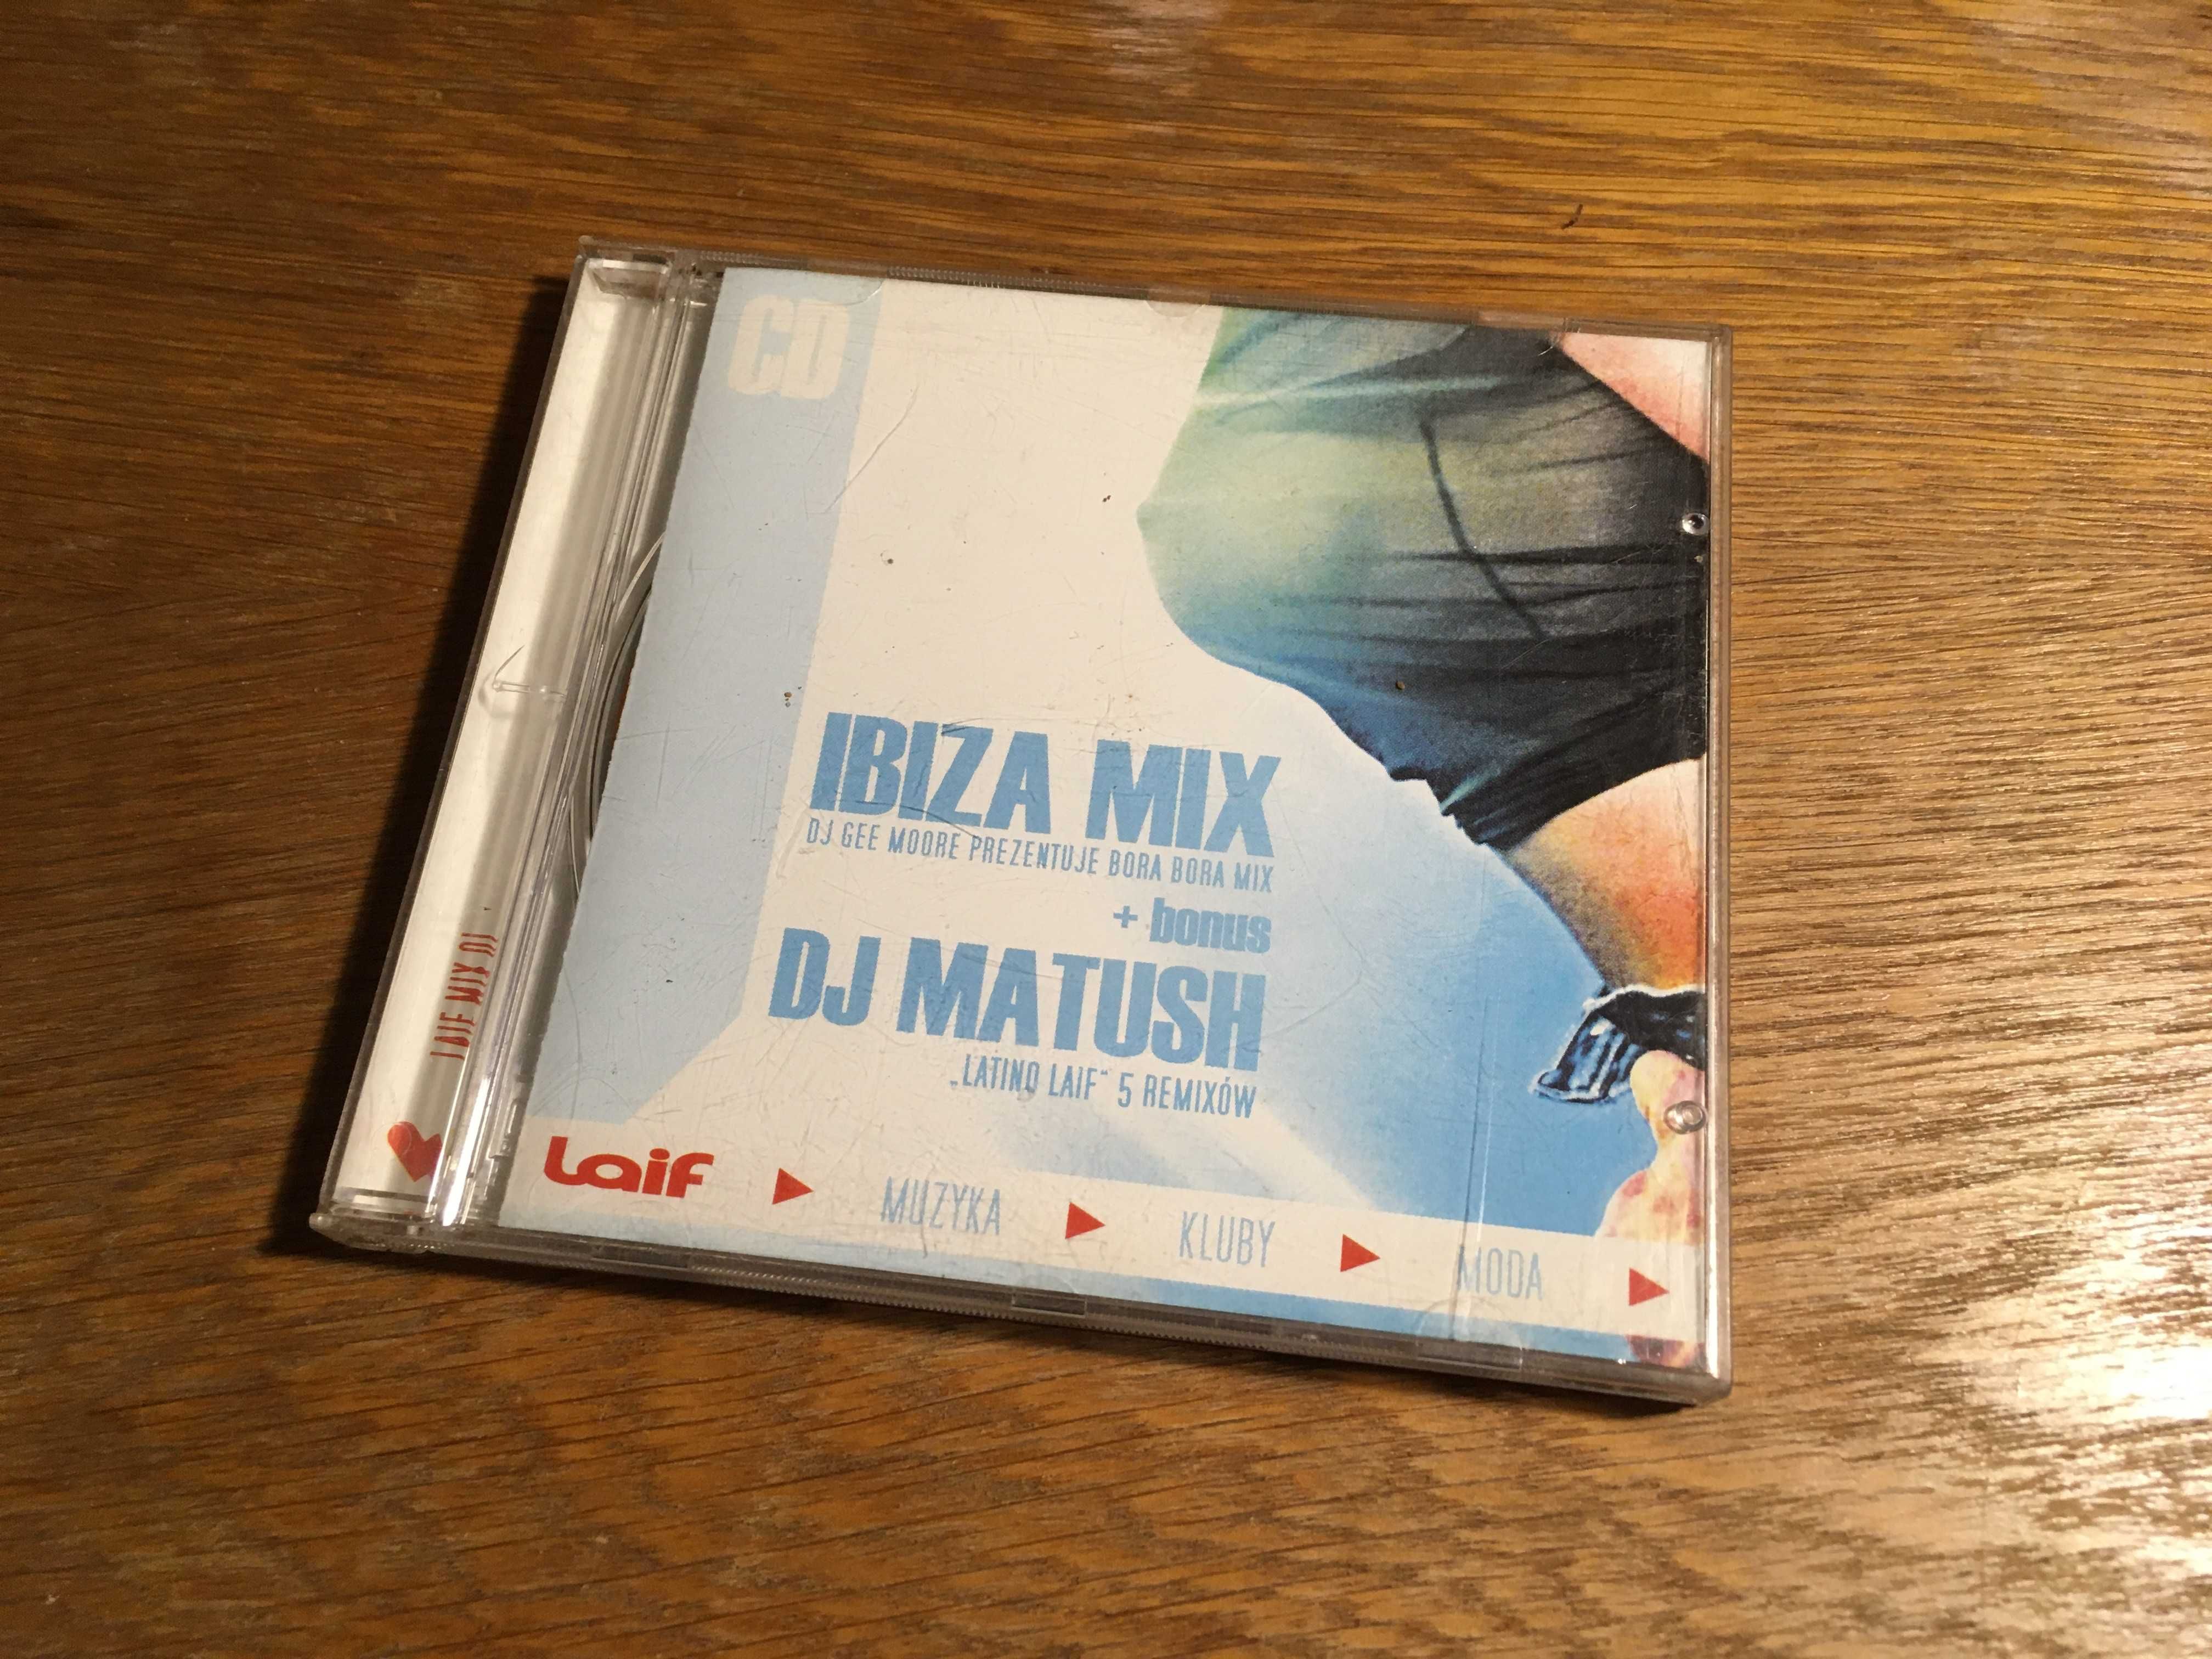 CD
IBIZA MIX
DJ GEE MOORE PREZENTUJE BORA BORA MIX
+ bonus
DJ MATUSH
„LATINO LAIF“ 5 REMIXÓW
Laif
MUZYKA
KLUBY
MODA
LAIF MIX 01